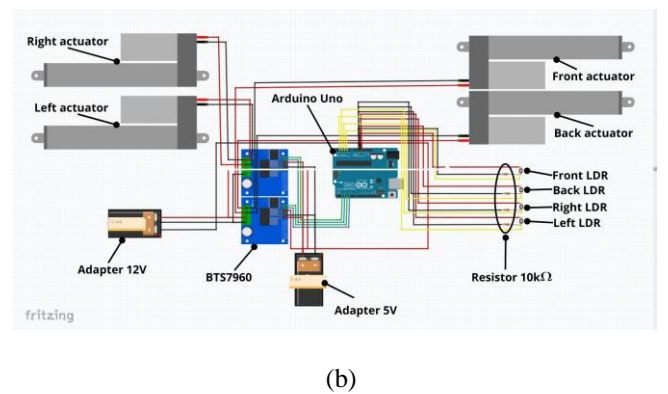 Right actuator
Left actuator
Arduino Uno
Front actuator
Back actuator
Front LDR
Back LDR
Right LDR
Left LDR
Adapter 12V
BTS7960
Resistor 10kΩ
Adapter 5V
fritzing
(b)